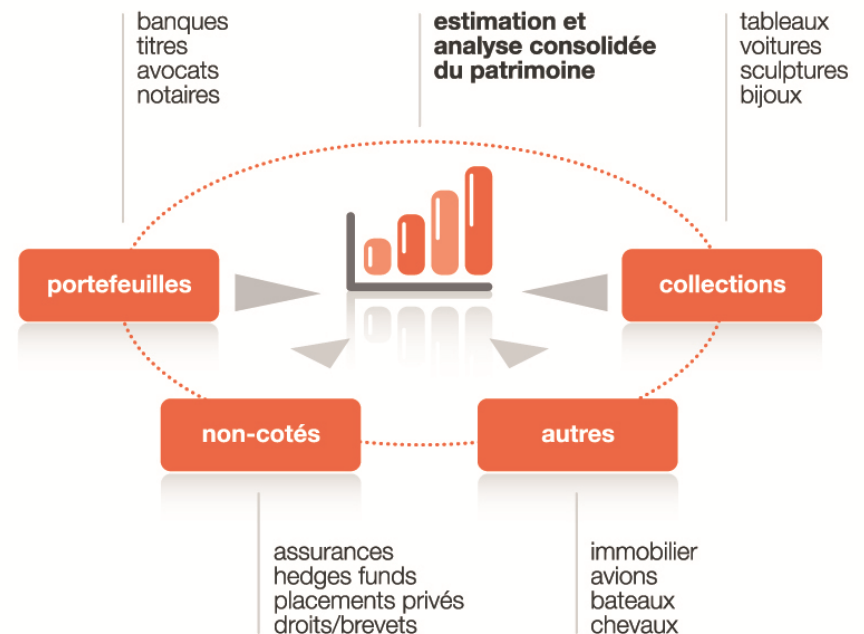 banques
titres
avocats
notaires
estimation et
analyse consolidée
du patrimoine
tableaux
voitures
sculptures
bijoux
portefeuilles
collections
non-cotés
autres
assurances
hedges funds
placements privés
droits/brevets
immobilier
avions
bateaux
chevaux